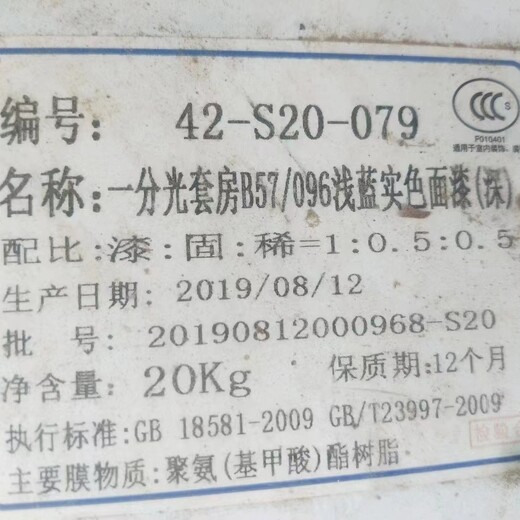 编号: 42-S20-079
CCC S
F010401
名称:一分光套房B57/096浅蓝实色面漆(深)
配比:漆:固:稀=1:0.5:0.5
生产日期: 2019/08/12
批 号: 20190812000968-S20
净含量: 20Kg 保质期:12个月
执行标准:GB 18581-2009 GB/T23997-2009
主要膜物质:聚氨(基甲酸)酯树脂